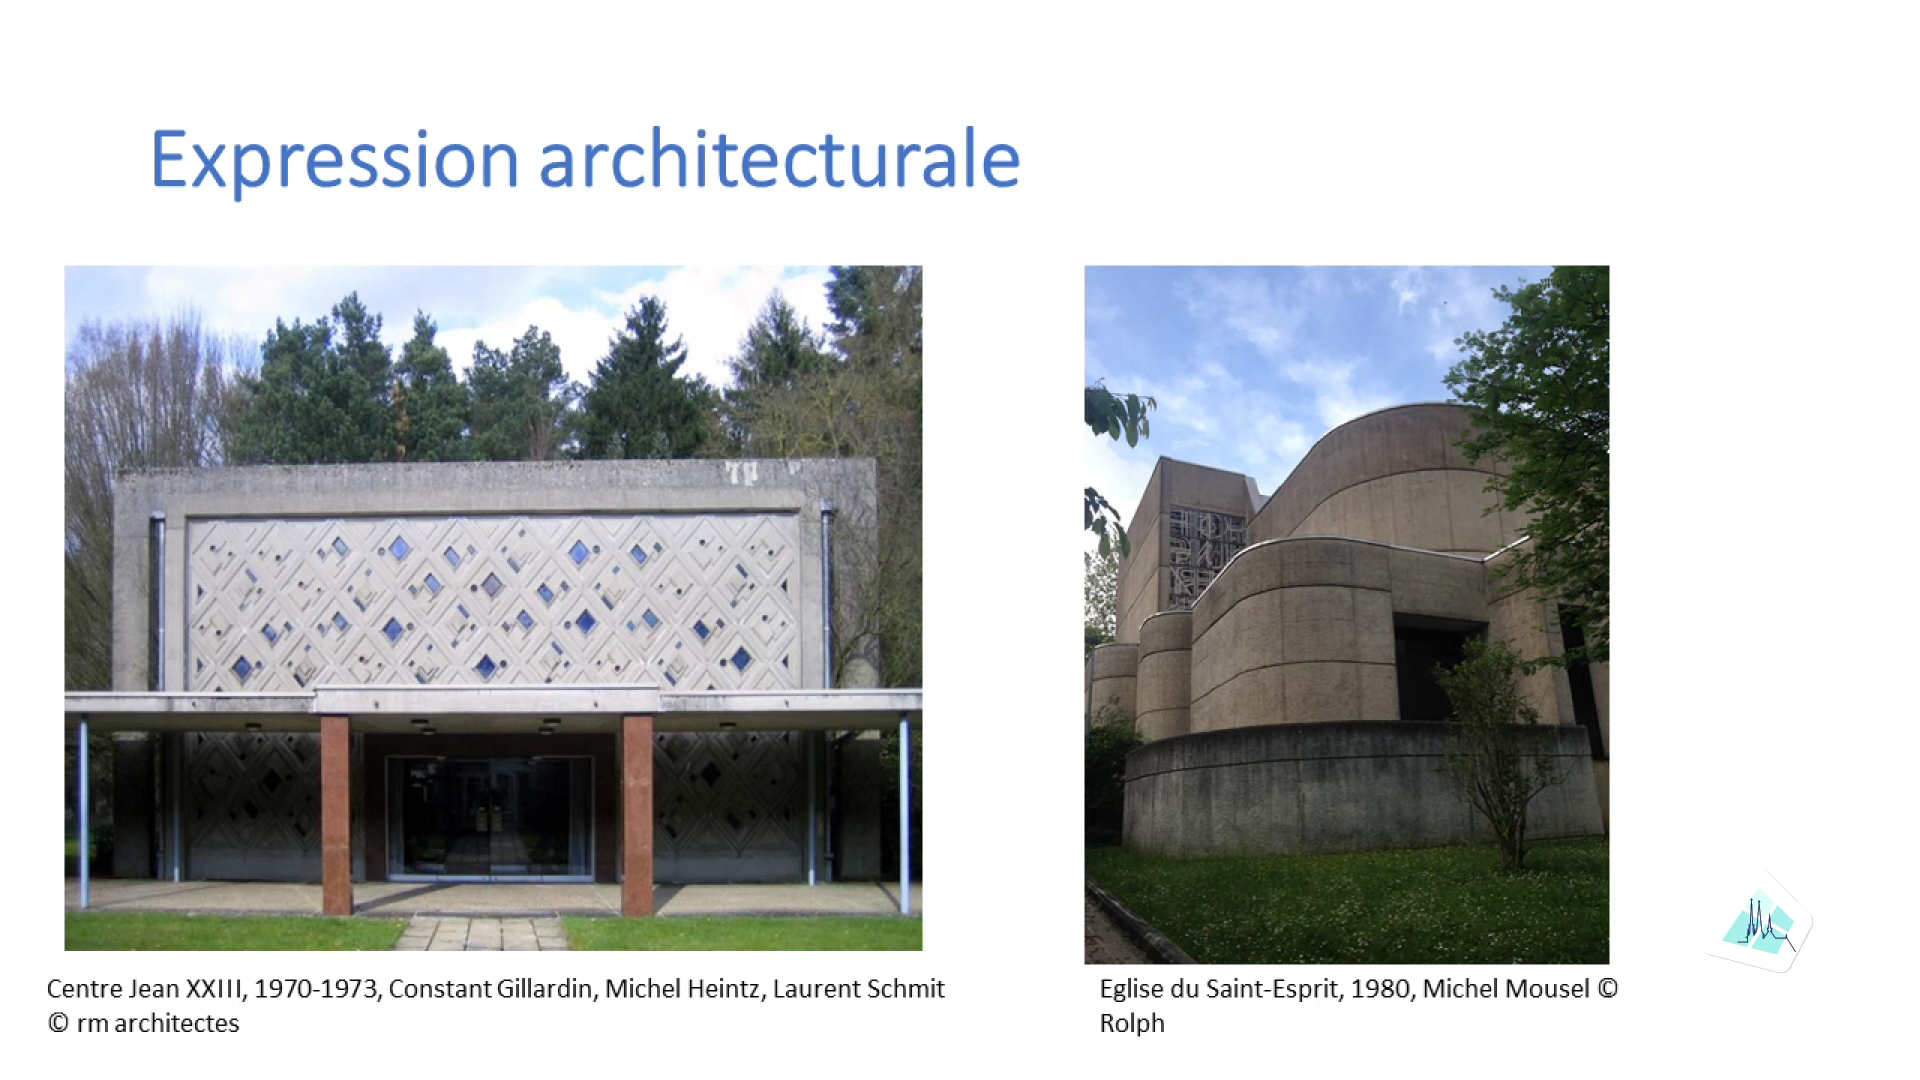 Expression architecturale
Centre Jean XXIII, 1970-1973, Constant Gillardin, Michel Heintz, Laurent Schmit
© rm architectes
Eglise du Saint-Esprit, 1980, Michel Mousel ©
Rolph